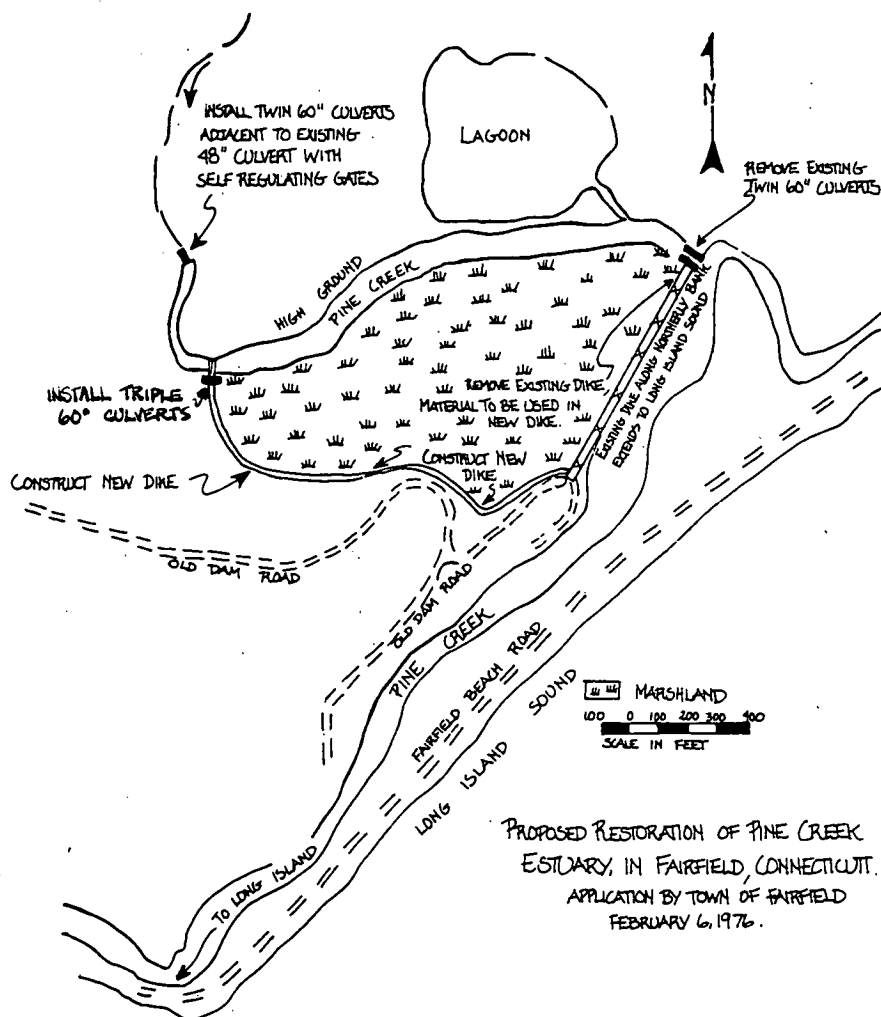 INSTALL TWIN 60" CULVERTS
ADJACENT TO EXISTING
48" CULVERT WITH
SELF REGULATING GATES
LAGOON
N
REMOVE EXISTING
TWIN 60" CULVERTS
HIGH GROUND
PINE CREEK
EXISTING DIKE ALONG NORTHERLY BANK
EXTENDS TO LONG ISLAND SOUND
REMOVE EXISTING DIKE
MATERIAL TO BE USED IN
NEW DIKE.
INSTALL TRIPLE
60" CULVERTS
CONSTRUCT NEW
DIKE
CONSTRUCT NEW DIKE
OLD DAM ROAD
OLD DAM ROAD
PINE CREEK
FAIRFIELD BEACH ROAD
LONG ISLAND SOUND
MARSHLAND
100 0 100 200 300 400
SCALE IN FEET
TO LONG ISLAND
PROPOSED RESTORATION OF PINE CREEK
ESTUARY, IN FAIRFIELD, CONNECTICUTT.
APPLICATION BY TOWN OF FAIRFIELD
FEBRUARY 6, 1976.